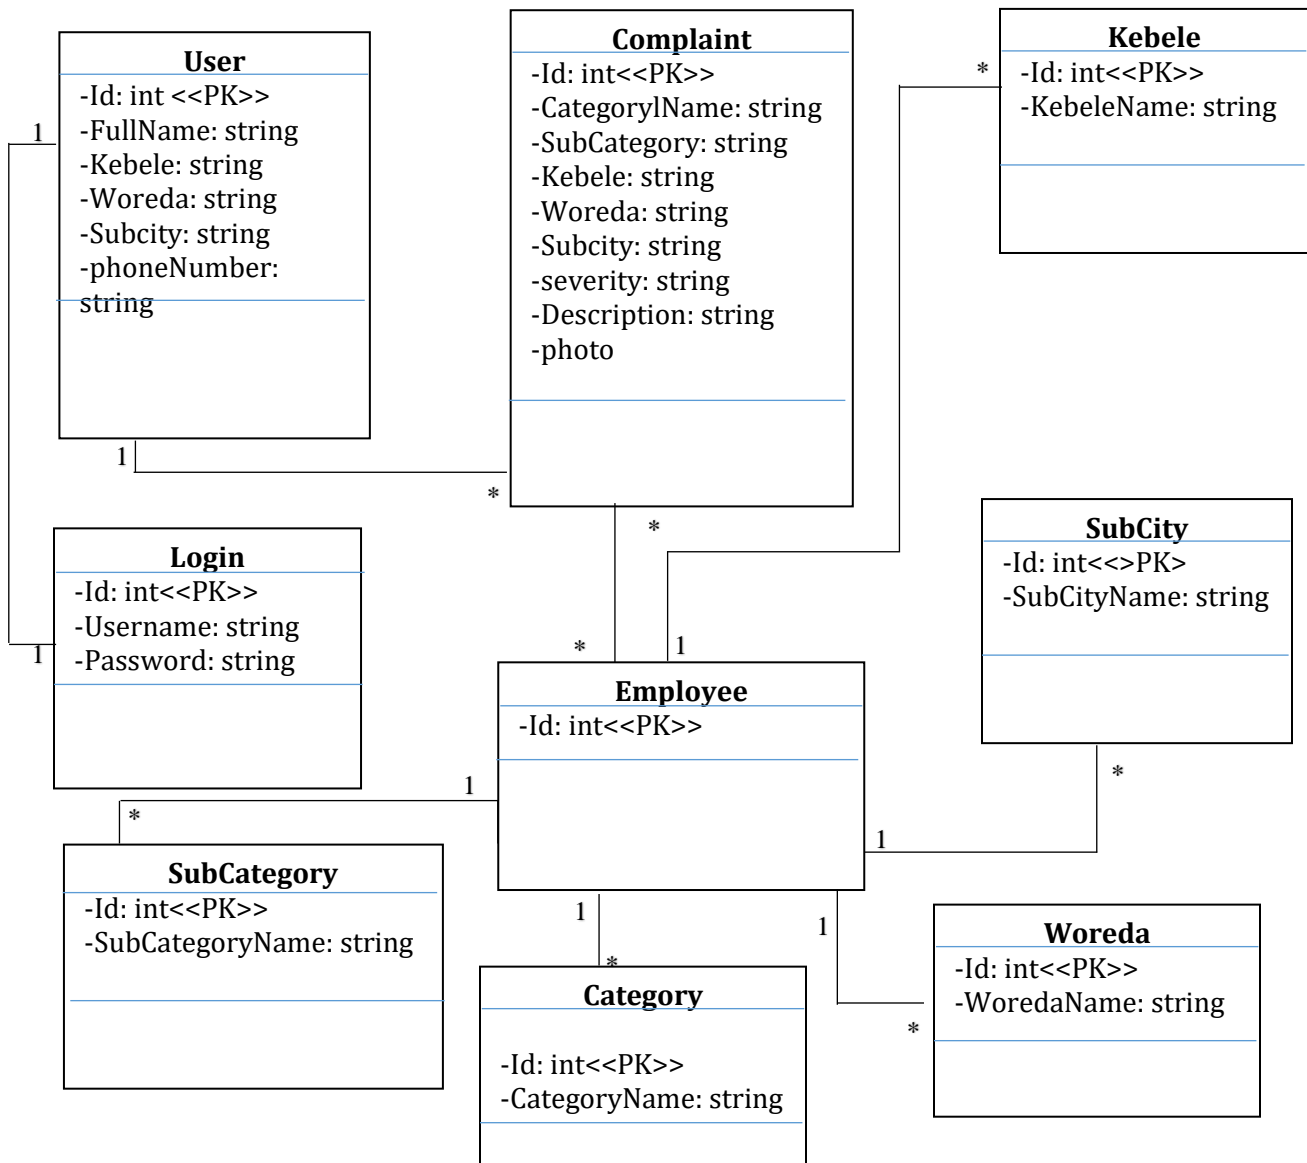 User
-Id: int <<PK>>
-FullName: string
-Kebele: string
-Woreda: string
-Subcity: string
-phoneNumber:
string
Complaint
-Id: int<<PK>>
-CategorylName: string
-SubCategory: string
-Kebele: string
-Woreda: string
-Subcity: string
-severity: string
-Description: string
-photo
Kebele
-Id: int<<PK>>
-KebeleName: string
*
1
1
*
*
SubCity
-Id: int<<>PK>
-SubCityName: string
Login
-Id: int<<PK>>
-Username: string
-Password: string
1
*
1
Employee
-Id: int<<PK>>
*
1
*
1
SubCategory
-Id: int<<PK>>
-SubCategoryName: string
1
*
1
*
Category
-Id: int<<PK>>
-CategoryName: string
Woreda
-Id: int<<PK>>
-WoredaName: string